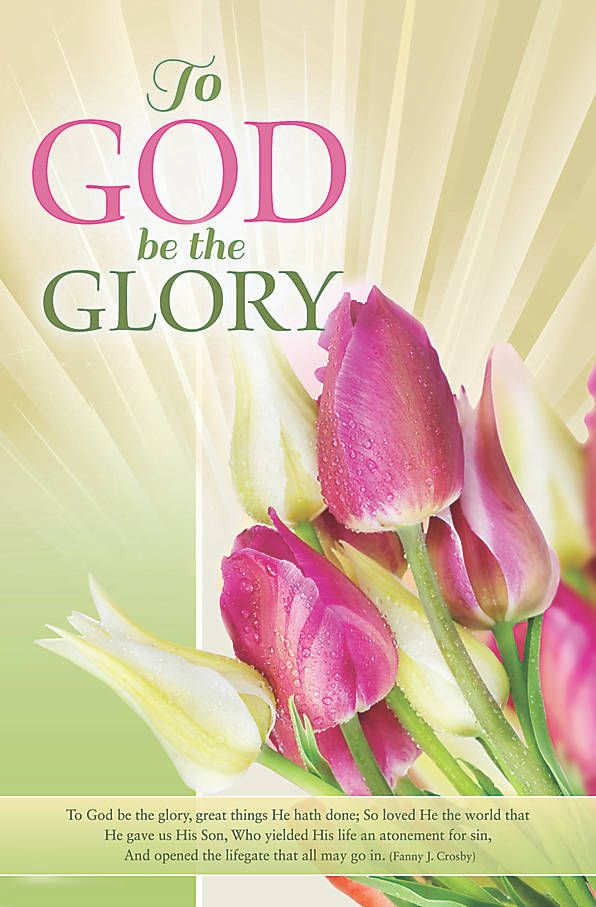 To
GOD
be the
GLORY
To God be the glory, great things He hath done; So loved He the world that
He gave us His Son, Who yielded His life an atonement for sin,
And opened the lifegate that all may go in. (Fanny J. Crosby)